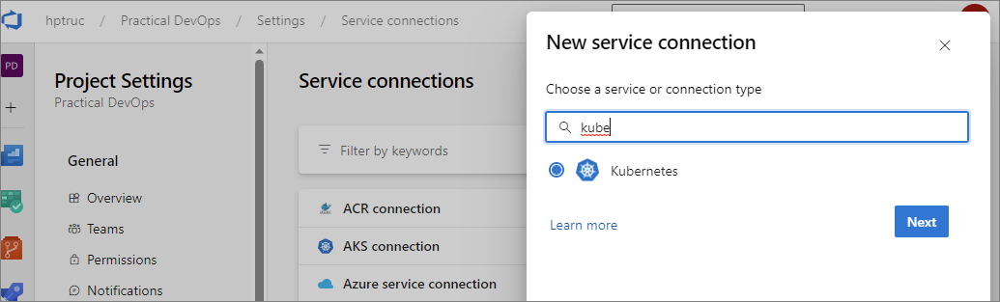 hptruc / Practical DevOps / Settings / Service connections
PD
Project Settings
Practical DevOps
General
Overview
Teams
Permissions
Notifications
Service connections
Filter by keywords
ACR connection
AKS connection
Azure service connection
New service connection
Choose a service or connection type
kube
Kubernetes
Learn more
Next